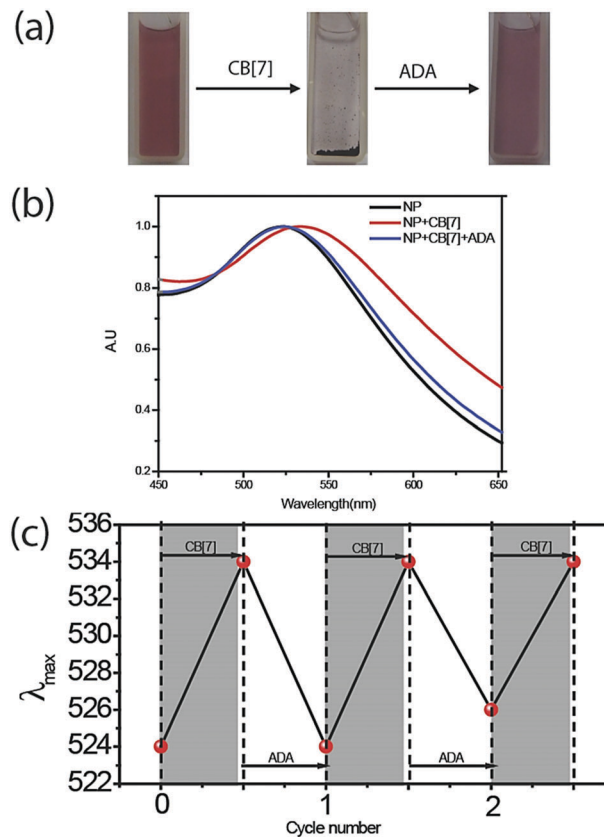 (a)
CB[7]
ADA
(b)
NP
NP+CB[7]
NP+CB[7]+ADA
1.0
0.8
0.6
0.4
0.2
A.U
450 500 550 600 650
Wavelength(nm)
(c)
536
534
532
530
528
526
524
522
λmax
CB[7] CB[7] CB[7]
ADA ADA
0 1 2
Cycle number